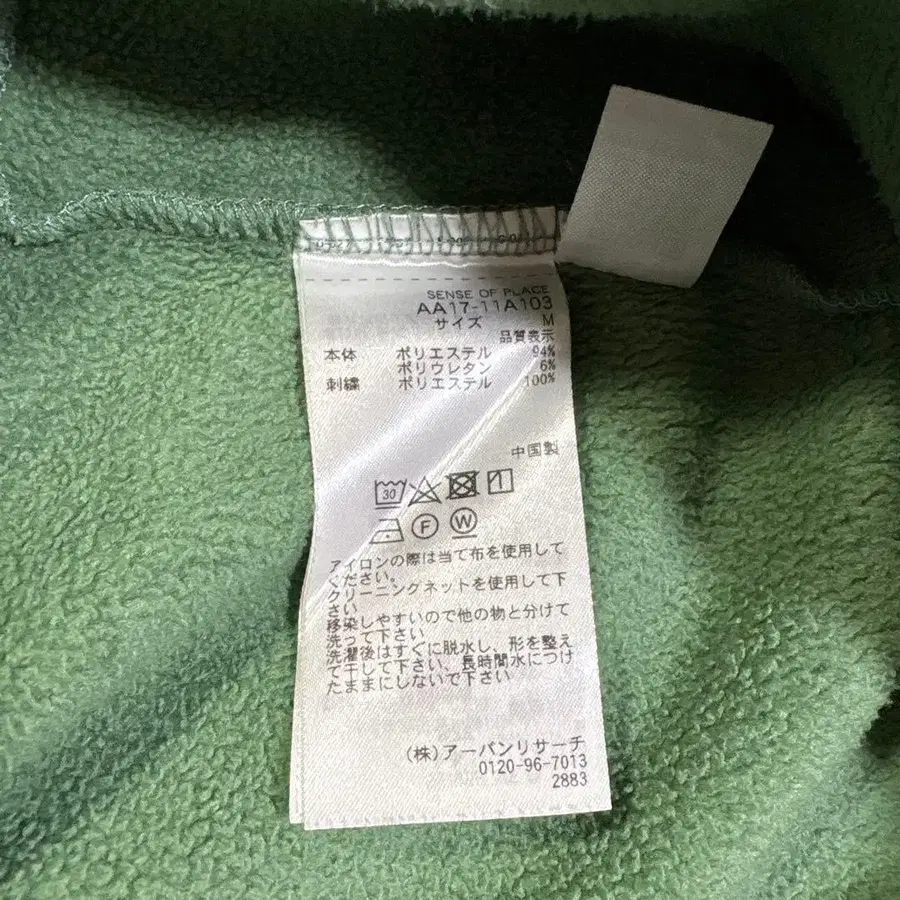 SENSE OF PLACE
AA17-11A103
サイズ M
品質表示
本体 ポリエステル 94%
ポリウレタン 6%
刺繍 ポリエステル 100%
中国製
30
F W
アイロンの際は当て布を使用して
ください。
クリーニングネットを使用して下
さい
移染しやすいので他の物と分けて
洗って下さい
洗濯後はすぐに脱水し、形を整え
て干して下さい、長時間水につけ
たままにしないで下さい
(株)アーバンリサーチ
0120-96-7013
2883